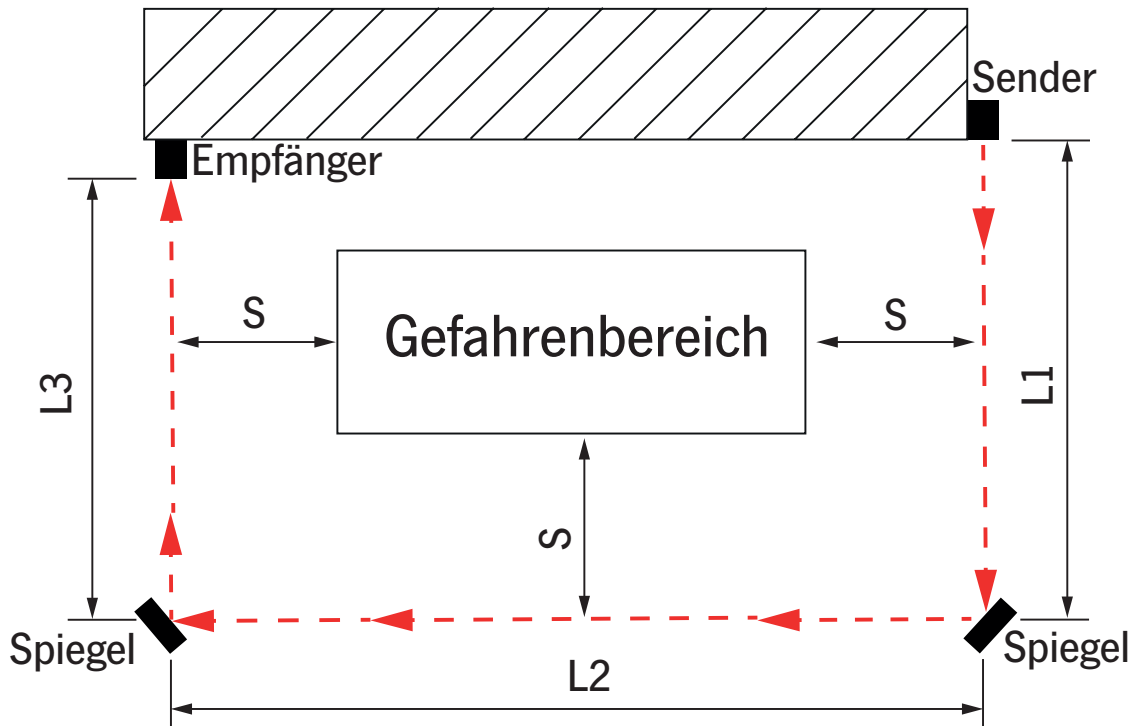 Sender
Empfänger
S
Gefahrenbereich
S
L3
L1
S
Spiegel
Spiegel
L2